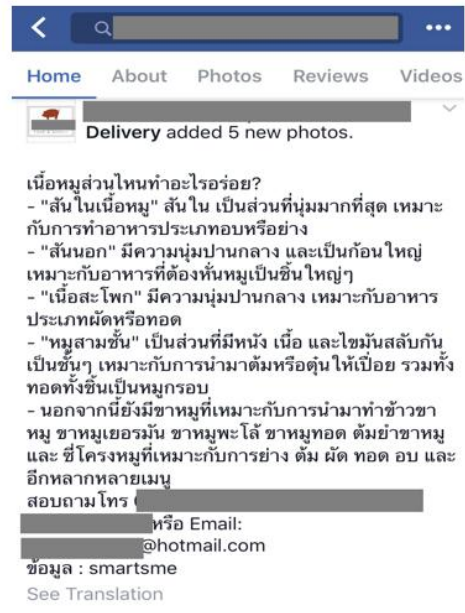 Home About Photos Reviews Videos
Delivery added 5 new photos.
เนื้อหมูส่วนไหนทำอะไรอร่อย?
- "สันในเนื้อหมู" สันใน เป็นส่วนที่นุ่มมากที่สุด เหมาะ
กับการทำอาหารประเภทอบหรือย่าง
- "สันนอก" มีความนุ่มปานกลาง และเป็นก้อนใหญ่
เหมาะกับอาหารที่ต้องหั่นหมูเป็นชิ้นใหญ่ๆ
- "เนื้อสะโพก" มีความนุ่มปานกลาง เหมาะกับอาหาร
ประเภทผัดหรือทอด
- "หมูสามชั้น" เป็นส่วนที่มีหนัง เนื้อ และไขมันสลับกัน
เป็นชั้นๆ เหมาะกับการนำมาต้มหรือตุ๋นให้เปื่อย รวมทั้ง
ทอดทั้งชิ้นเป็นหมูกรอบ
- นอกจากนี้ยังมีขาหมูที่เหมาะกับการนำมาทำข้าวขา
หมู ขาหมูเยอรมัน ขาหมูพะโล้ ขาหมูทอด ต้มยำขาหมู
และ ซี่โครงหมูที่เหมาะกับการย่าง ต้ม ผัด ทอด อบ และ
อีกหลากหลายเมนู
สอบถามโทร
หรือ Email:
@hotmail.com
ข้อมูล : smartsme
See Translation